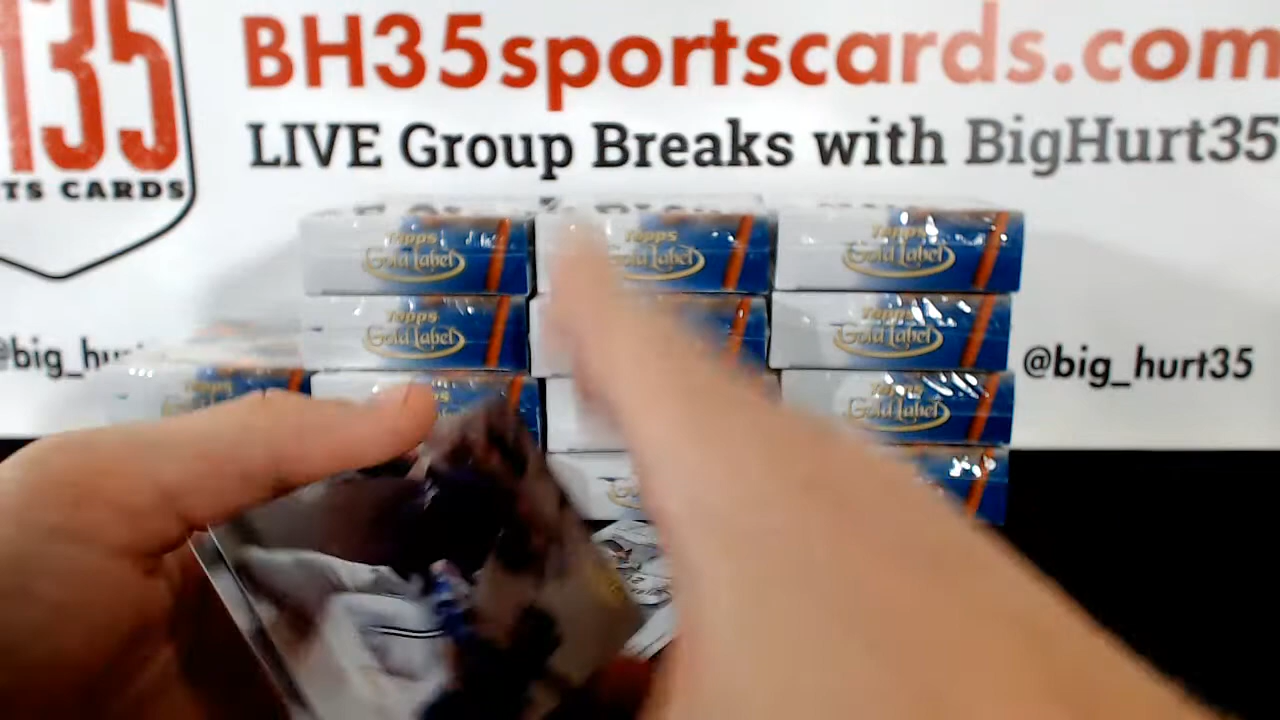 135
TS CARDS
BH35sportscards.com
LIVE Group Breaks with BigHurt35
Topps
Gold Label
Topps
Gold Label
Topps
Gold Label
Topps
Gold Label
Topps
Gold Label
@big_hu
@big_hurt35
Topps
Topps
Gold Label